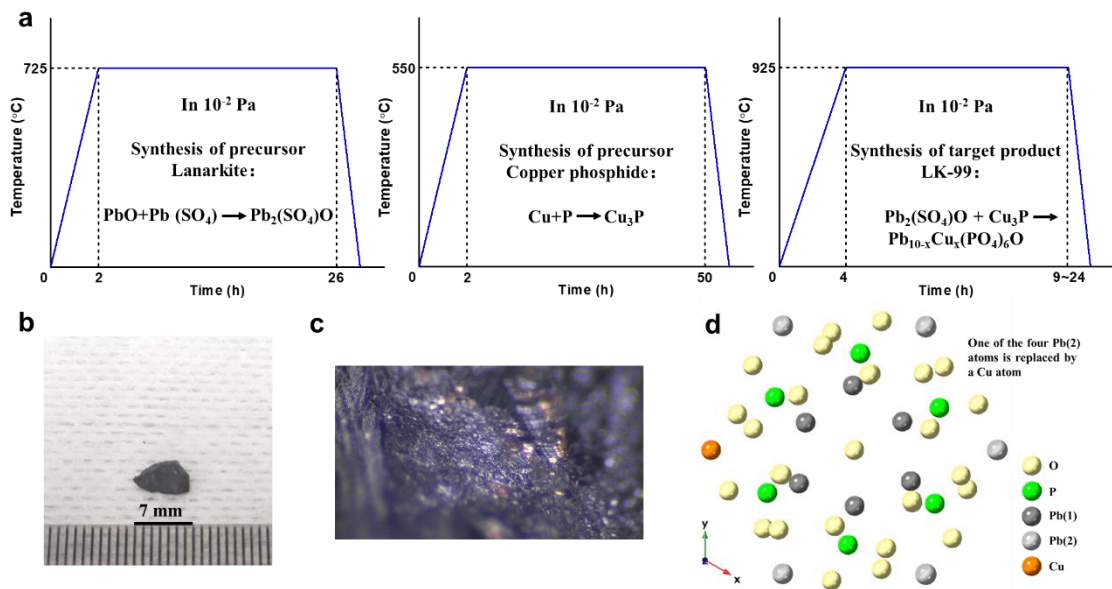 a
725
In 10-2 Pa
Synthesis of precursor
Lanarkite:
PbO+Pb (SO4) → Pb2(SO4)O
Temperature (°C)
0
2
26
Time (h)
550
In 10-2 Pa
Synthesis of precursor
Copper phosphide:
Cu+P → Cu3P
Temperature (°C)
0
2
50
Time (h)
925
In 10-2 Pa
Synthesis of target product
LK-99:
Pb2(SO4)O + Cu3P →
Pb10-xCux(PO4)6O
Temperature (°C)
0
4
9~24
Time (h)
b
7 mm
c
d
One of the four Pb(2)
atoms is replaced by
a Cu atom
O
P
Pb(1)
Pb(2)
Cu
y
z
x